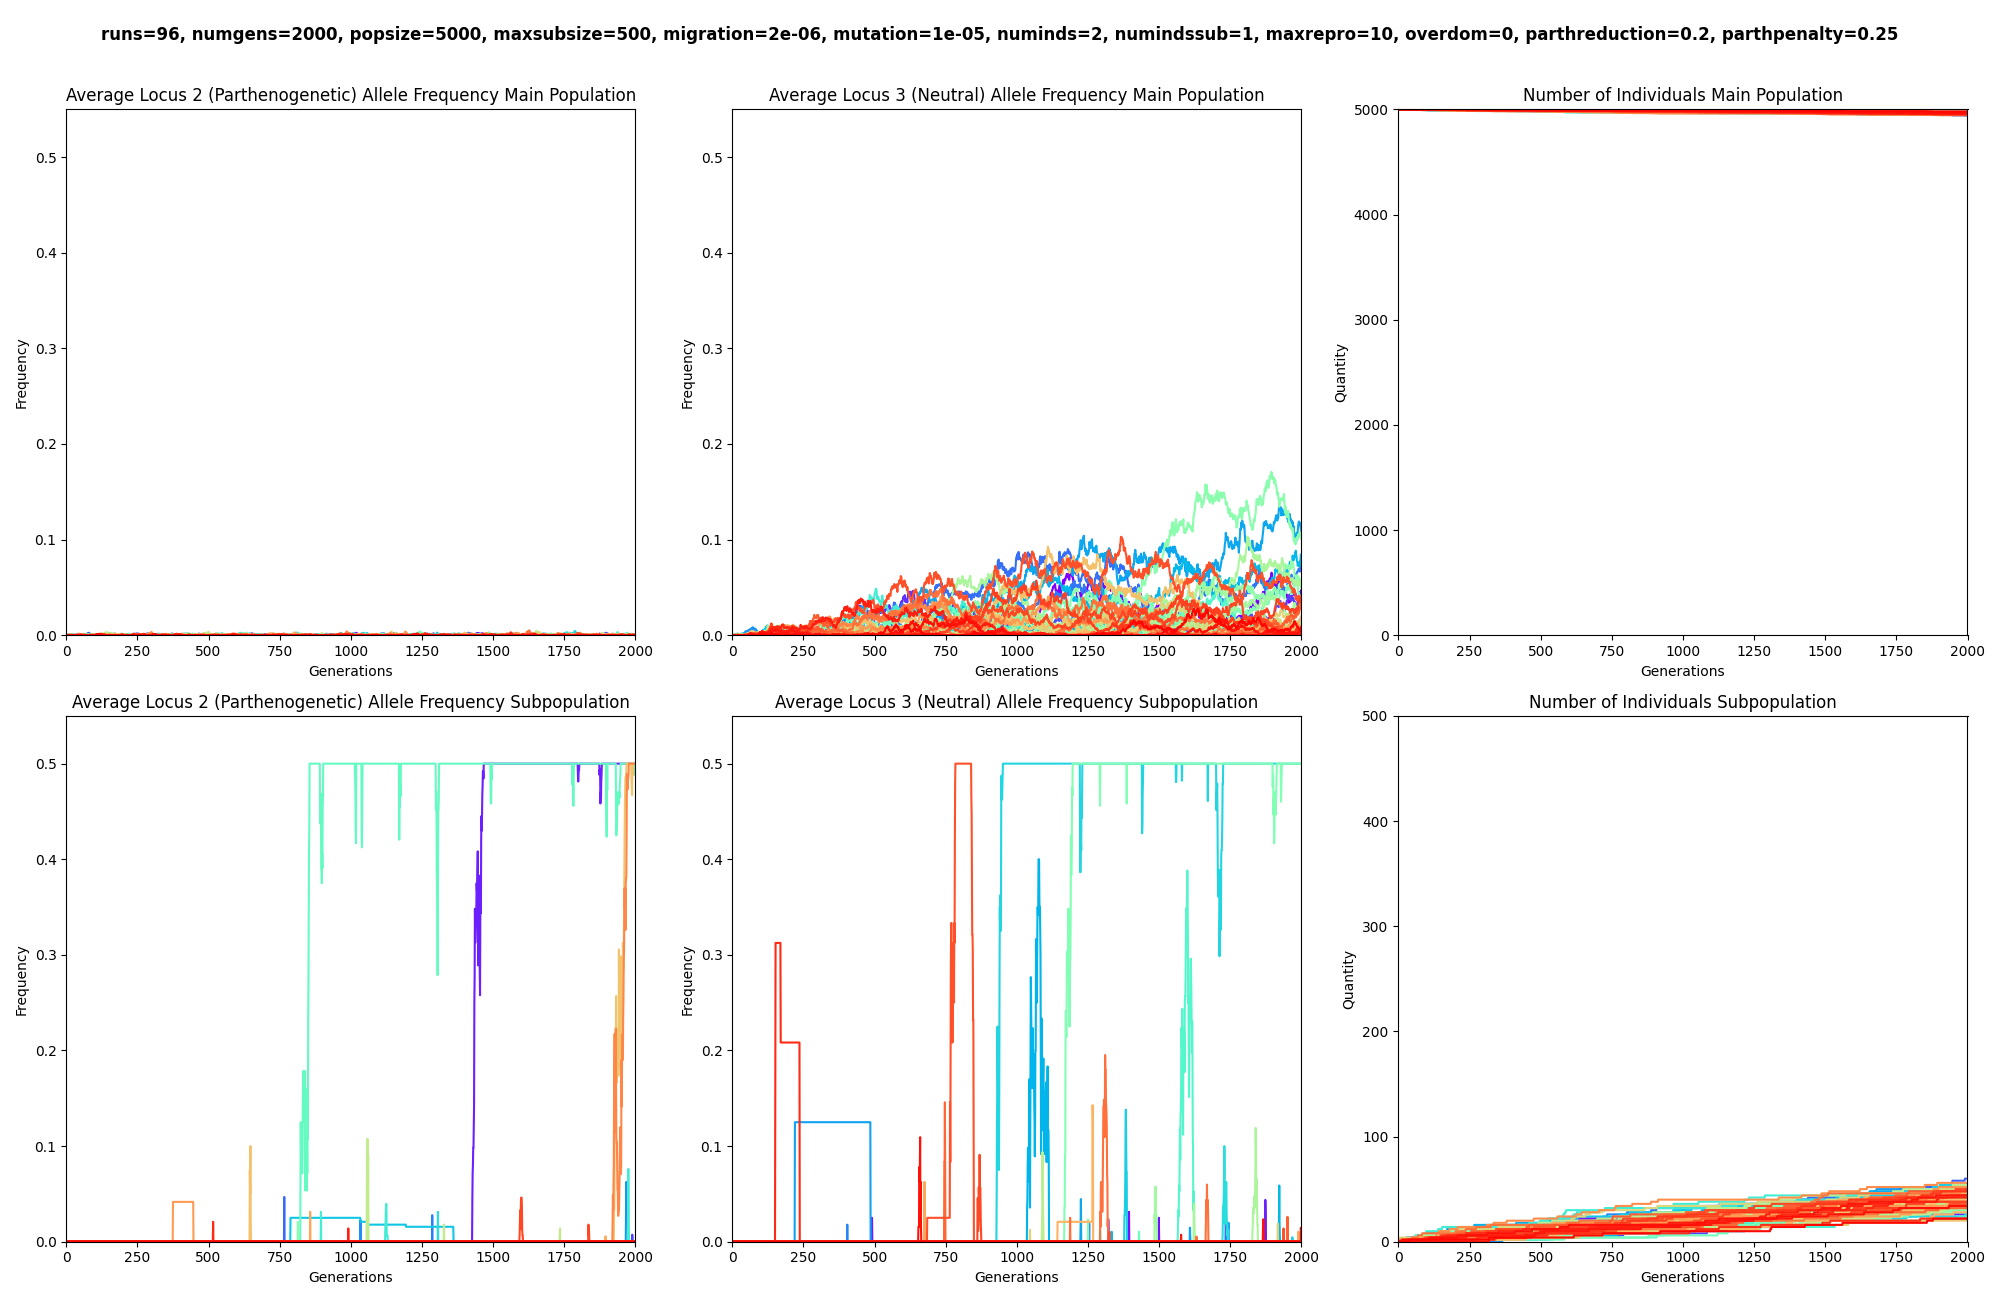 runs=96, numgens=2000, popsize=5000, maxsubsize=500, migration=2e-06, mutation=1e-05, numinds=2, numindssub=1, maxrepro=10, overdom=0, parthreduction=0.2, parthpenalty=0.25
Average Locus 2 (Parthenogenetic) Allele Frequency Main Population
Frequency
0.5
0.4
0.3
0.2
0.1
0.0
0 250 500 750 1000 1250 1500 1750 2000
Generations
Average Locus 3 (Neutral) Allele Frequency Main Population
Frequency
0.5
0.4
0.3
0.2
0.1
0.0
0 250 500 750 1000 1250 1500 1750 2000
Generations
Number of Individuals Main Population
Quantity
5000
4000
3000
2000
1000
0
0 250 500 750 1000 1250 1500 1750 2000
Generations
Average Locus 2 (Parthenogenetic) Allele Frequency Subpopulation
Frequency
0.5
0.4
0.3
0.2
0.1
0.0
0 250 500 750 1000 1250 1500 1750 2000
Generations
Average Locus 3 (Neutral) Allele Frequency Subpopulation
Frequency
0.5
0.4
0.3
0.2
0.1
0.0
0 250 500 750 1000 1250 1500 1750 2000
Generations
Number of Individuals Subpopulation
Quantity
500
400
300
200
100
0
0 250 500 750 1000 1250 1500 1750 2000
Generations